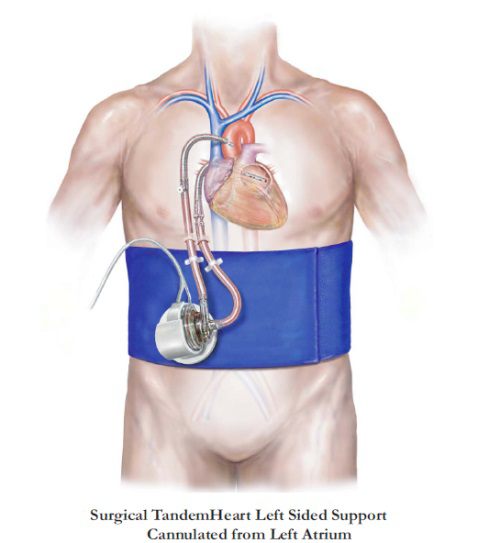 Surgical TandemHeart Left Sided Support
Cannulated from Left Atrium